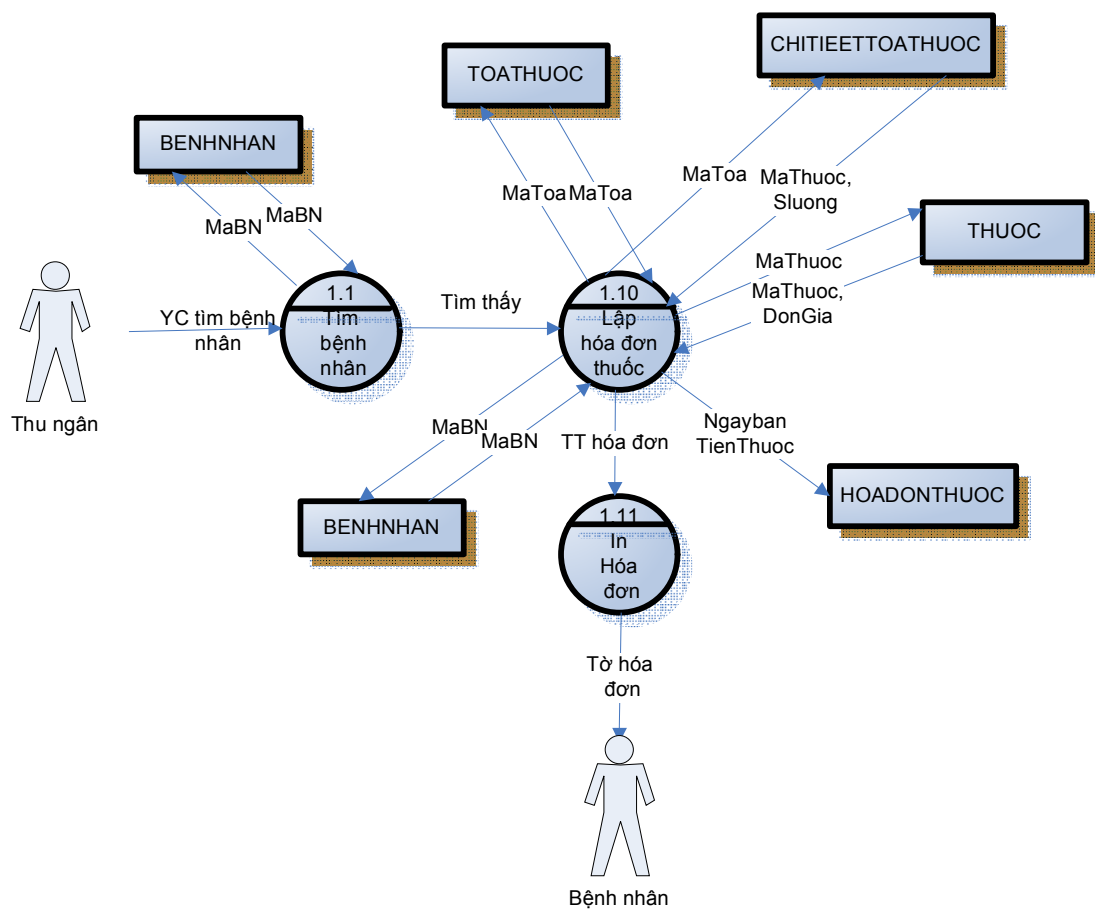 CHITIEETTOATHUOC
TOATHUOC
BENHNHAN
MaToa
MaThuoc,
Sluong
MaToa
MaToa
MaBN
MaBN
THUOC
MaThuoc
MaThuoc,
DonGia
1.1
Tìm
bệnh
nhân
1.10
Lập
hóa đơn
thuốc
Tìm thấy
YC tìm bệnh
nhân
Thu ngân
MaBN
MaBN
TT hóa đơn
Ngayban
TienThuoc
HOADONTHUOC
BENHNHAN
1.11
In
Hóa
đơn
Tờ hóa
đơn
Bệnh nhân